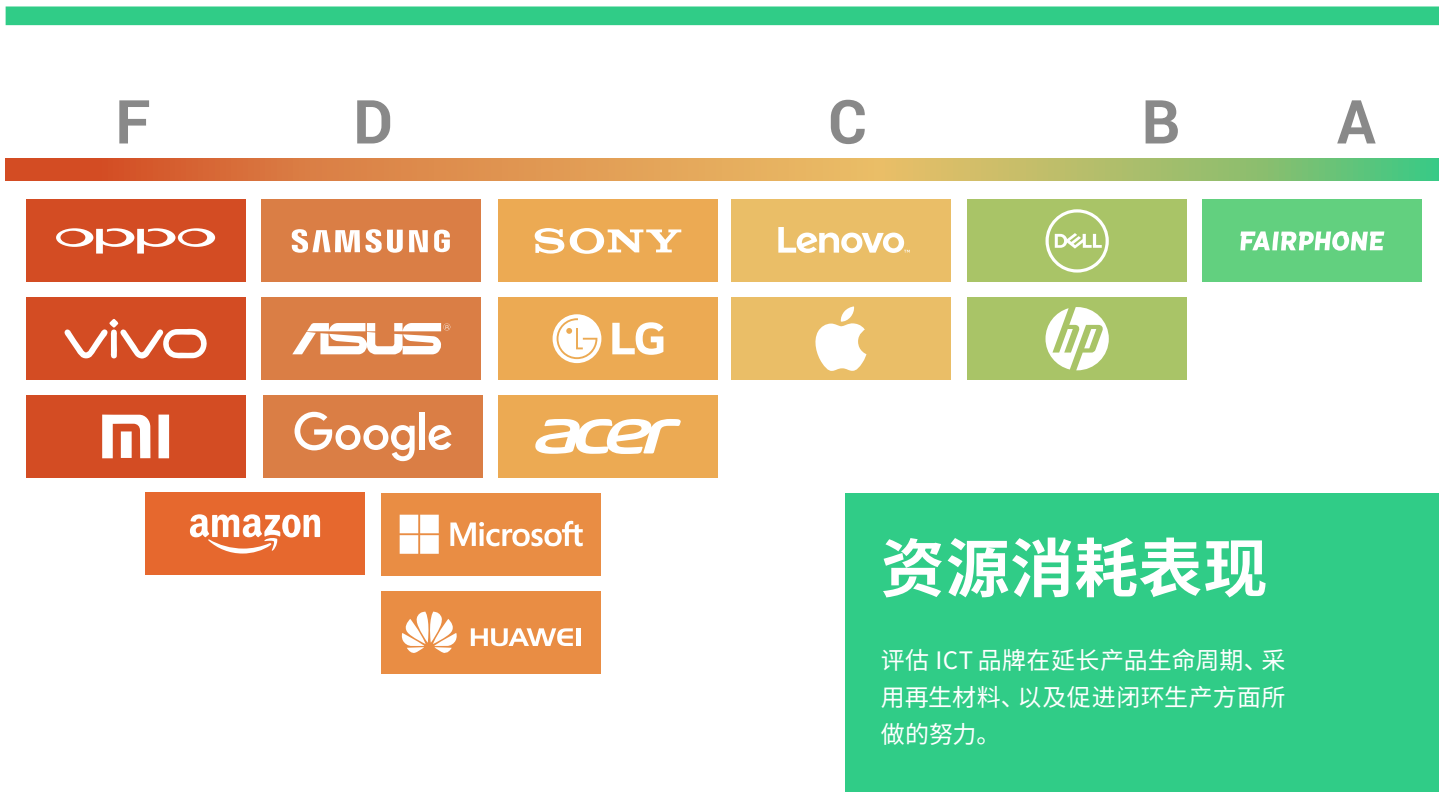 F D C B A
oppo SAMSUNG SONY Lenovo™ DELL FAIRPHONE
vivo ASUS® LG LG hp
MI Google acer
amazon Microsoft
HUAWEI
资源消耗表现
评估 ICT 品牌在延长产品生命周期、采
用再生材料、以及促进闭环生产方面所
做的努力。